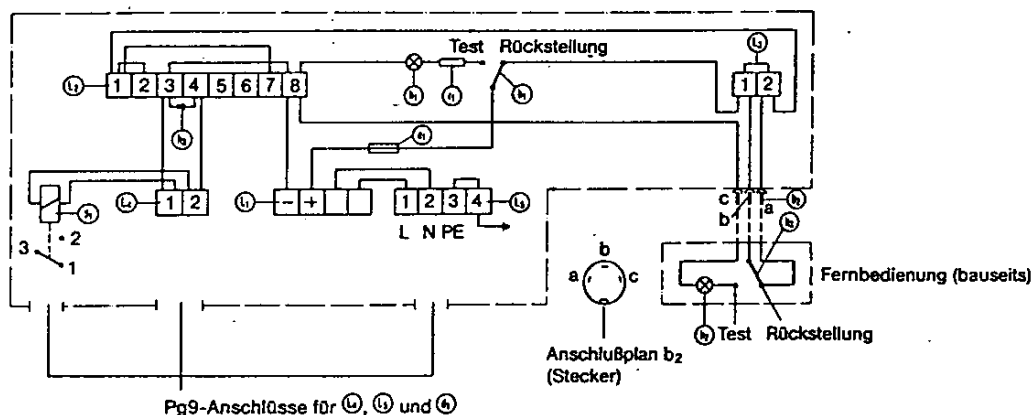 Test Rückstellung
1 2 3 4 5 6 7 8
1 2
1 2
- +
1 2 3 4
L N PE
2
3
1
c
b
a
b
a c
Fernbedienung (bauseits)
Test Rückstellung
Anschlußplan b2
(Stecker)
Pg9-Anschlüsse für
und